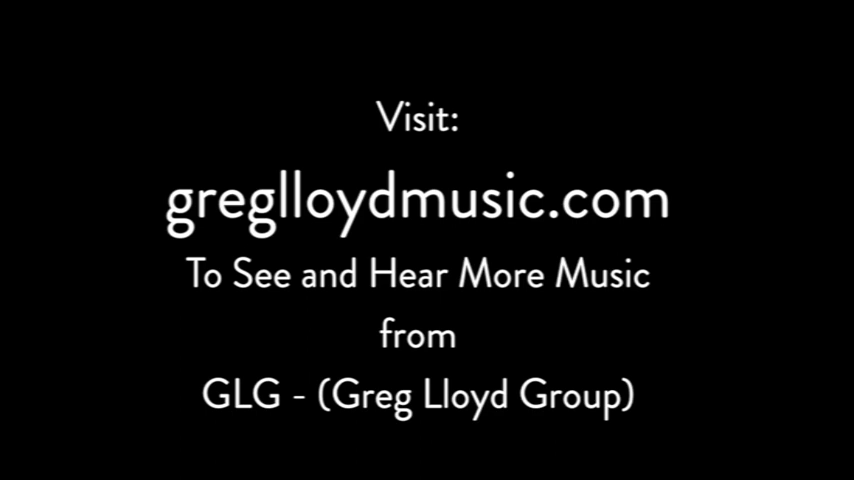 Visit:
greglloydmusic.com
To See and Hear More Music
from
GLG - (Greg Lloyd Group)